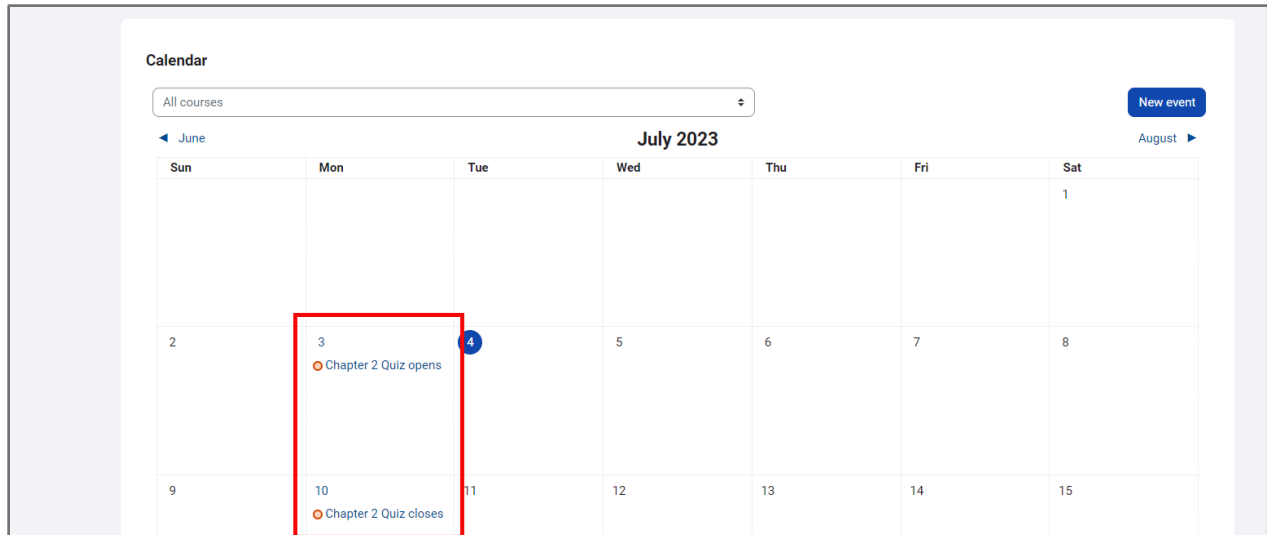 Calendar
All courses
New event
June
July 2023
August
Sun Mon Tue Wed Thu Fri Sat
1
2 3 4 5 6 7 8
Chapter 2 Quiz opens
9 10 11 12 13 14 15
Chapter 2 Quiz closes